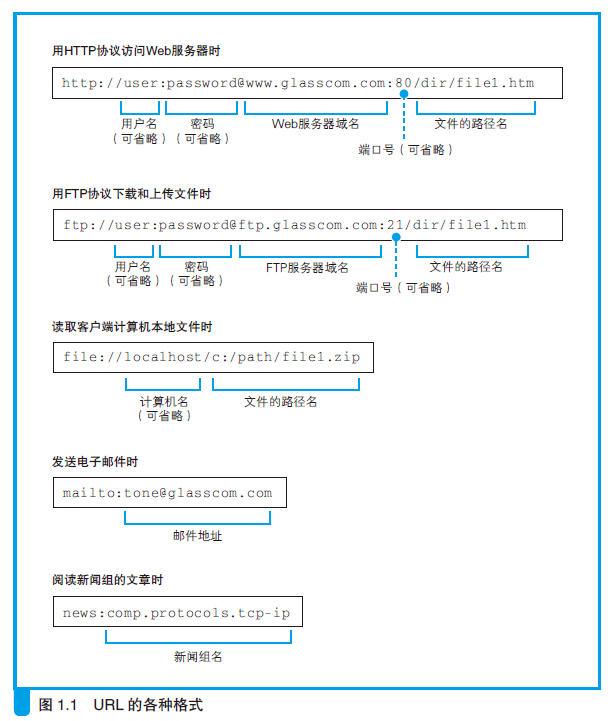 用HTTP协议访问Web服务器时
http://user:password@www.glasscom.com:80/dir/file1.htm
用户名 密码 Web服务器域名 文件的路径名
（可省略） （可省略）
端口号（可省略）
用FTP协议下载和上传文件时
ftp://user:password@ftp.glasscom.com:21/dir/file1.htm
用户名 密码 FTP服务器域名 文件的路径名
（可省略） （可省略）
端口号（可省略）
读取客户端计算机本地文件时
file://localhost/c:/path/file1.zip
计算机名 文件的路径名
（可省略）
发送电子邮件时
mailto:tone@glasscom.com
邮件地址
阅读新闻组的文章时
news:comp.protocols.tcp-ip
新闻组名
图 1.1 URL 的各种格式